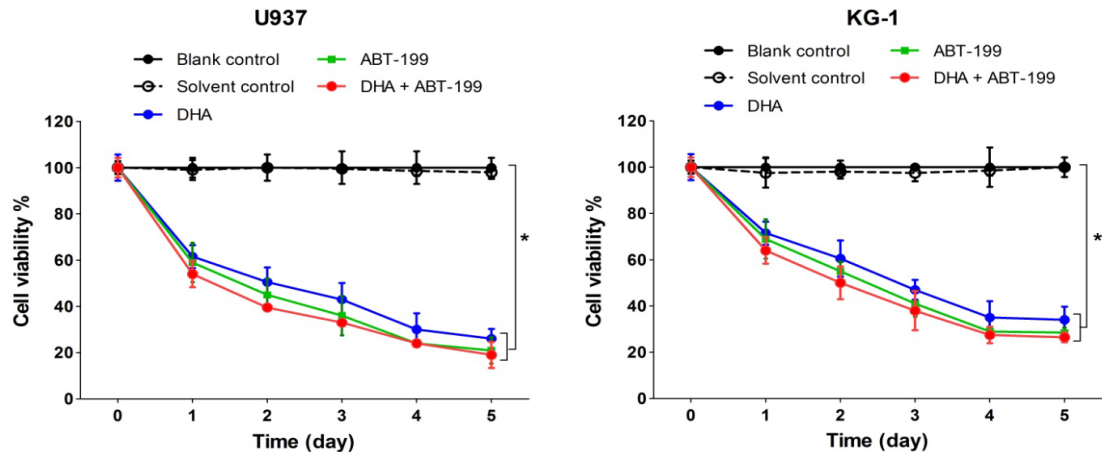 U937
Blank control
ABT-199
Solvent control
DHA + ABT-199
DHA
120
100
80
60
40
20
0
Cell viability %
0 1 2 3 4 5
Time (day)
*
KG-1
Blank control
ABT-199
Solvent control
DHA + ABT-199
DHA
120
100
80
60
40
20
0
Cell viability %
0 1 2 3 4 5
Time (day)
*